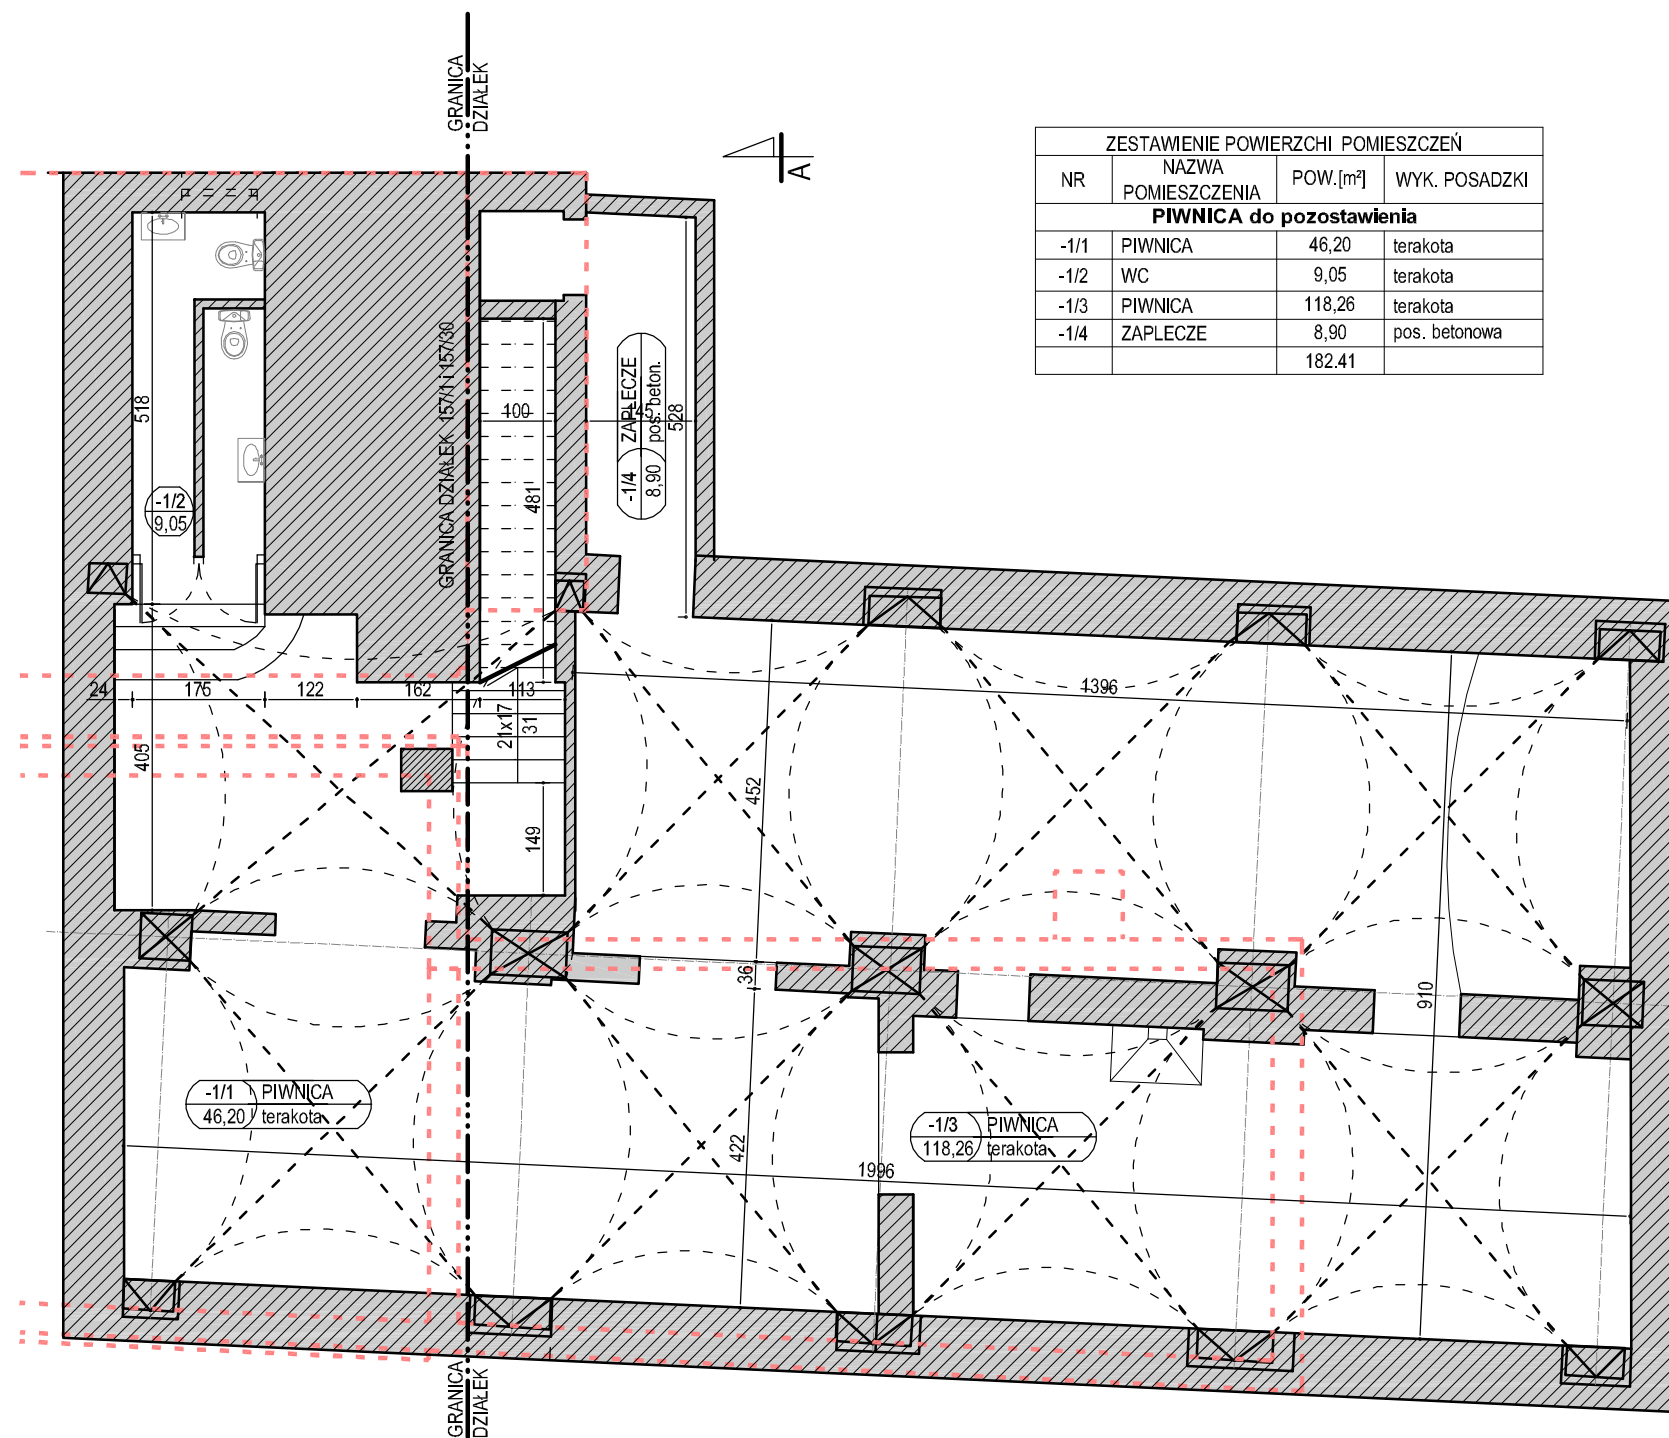 GRANICA
DZIAŁEK
A
ZESTAWIENIE POWIERZCHI POMIESZCZEŃ
NR NAZWA POMIESZCZENIA POW.[m²] WYK. POSADZKI
PIWNICA do pozostawienia
-1/1 PIWNICA 46,20 terakota
-1/2 WC 9,05 terakota
-1/3 PIWNICA 118,26 terakota
-1/4 ZAPLECZE 8,90 pos. betonowa
182.41
GRANICA DZIAŁEK 157/1 i 157/30
518
100
145
528
481
-1/4 ZAPLECZE
8,90 pos. beton.
-1/2
9,05
24
176
122
162
113
1396
21x17
31
405
452
149
36
910
-1/1 PIWNICA
46,20 terakota
-1/3 PIWNICA
118,26 terakota
422
1996
GRANICA
DZIAŁEK